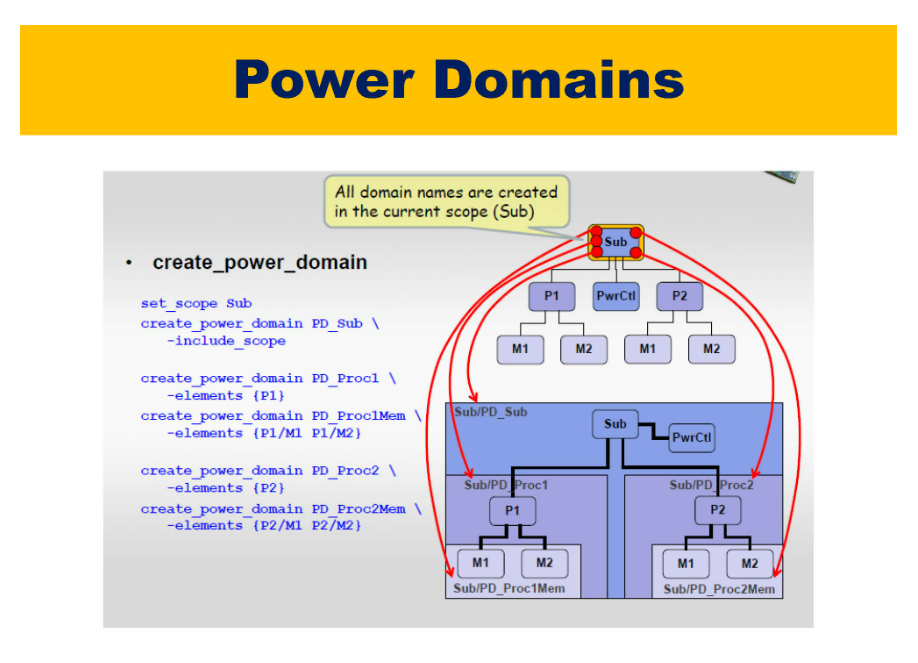 Power Domains
All domain names are created
in the current scope (Sub)
• create_power_domain
set_scope Sub
create_power_domain PD_Sub \
-include_scope
create_power_domain PD_Proc1 \
-elements {P1}
create_power_domain PD_Proc1Mem \
-elements {P1/M1 P1/M2}
create_power_domain PD_Proc2 \
-elements {P2}
create_power_domain PD_Proc2Mem \
-elements {P2/M1 P2/M2}
Sub
P1 PwrCtl P2
M1 M2 M1 M2
Sub/PD_Sub
Sub
PwrCtl
Sub/PD_Proc1 Sub/PD_Proc2
P1 P2
M1 M2 M1 M2
Sub/PD_Proc1Mem Sub/PD_Proc2Mem